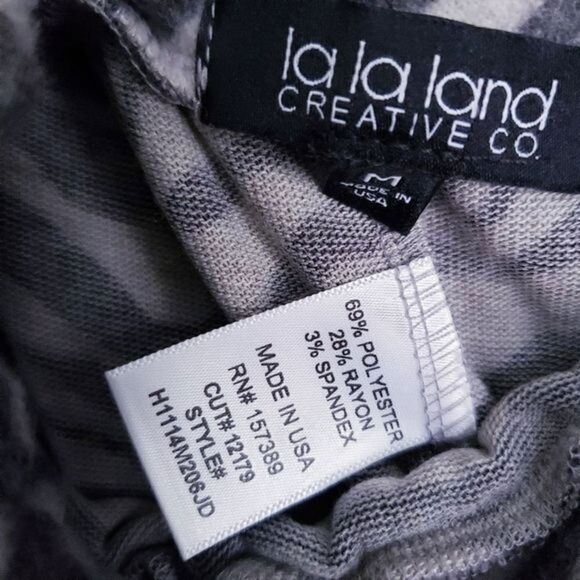 la la land
CREATIVE CO.
M
MADE IN
USA
69% POLYESTER
28% RAYON
3% SPANDEX
MADE IN USA
RN# 157389
CUT# 12179
STYLE#
H1114M206JD